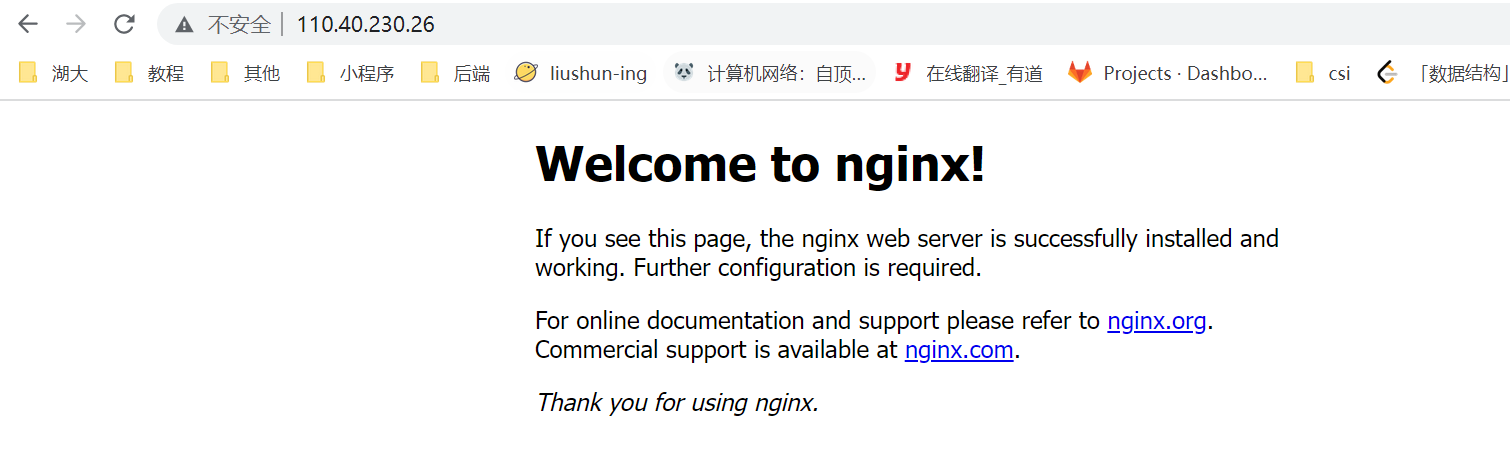 不安全 110.40.230.26
湖大 教程 其他 小程序 后端 liushun-ing 计算机网络：自顶... 在线翻译_有道 Projects · Dashbo... csi 「数据结构」
Welcome to nginx!
If you see this page, the nginx web server is successfully installed and
working. Further configuration is required.
For online documentation and support please refer to nginx.org.
Commercial support is available at nginx.com.
Thank you for using nginx.